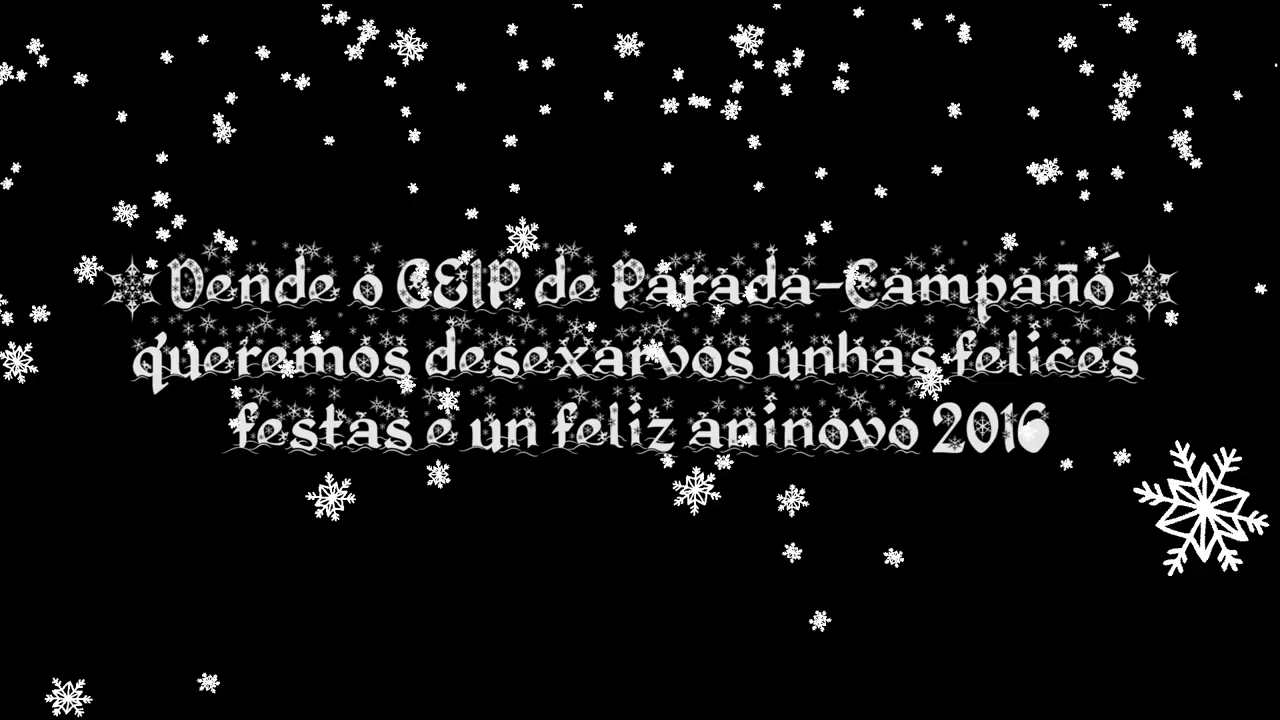 Dende o CEIP de Parada-Campañó
queremos desexarvos unhas felices
festas e un feliz aninovo 2016